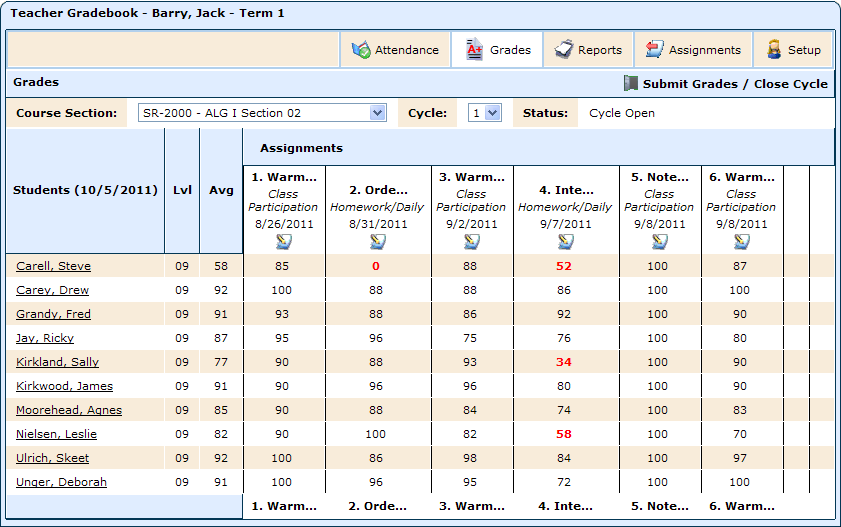 Teacher Gradebook - Barry, Jack - Term 1
Attendance Grades Reports Assignments Setup
Grades Submit Grades / Close Cycle
Course Section: SR-2000 - ALG I Section 02 Cycle: 1 Status: Cycle Open
Students (10/5/2011) Lvl Avg Assignments
1. Warm... Class Participation 8/26/2011
2. Orde... Homework/Daily 8/31/2011
3. Warm... Class Participation 9/2/2011
4. Inte... Homework/Daily 9/7/2011
5. Note... Class Participation 9/8/2011
6. Warm... Class Participation 9/8/2011
Carell, Steve 09 58 85 0 88 52 100 87
Carey, Drew 09 92 100 88 88 86 100 100
Grandy, Fred 09 91 93 88 86 92 100 90
Jay, Ricky 09 87 95 96 75 76 100 80
Kirkland, Sally 09 77 90 88 93 34 100 90
Kirkwood, James 09 91 90 96 96 80 100 90
Moorehead, Agnes 09 85 90 88 84 74 100 83
Nielsen, Leslie 09 82 90 100 82 58 100 70
Ulrich, Skeet 09 92 100 86 98 84 100 97
Unger, Deborah 09 91 100 96 95 72 100 100
1. Warm... 2. Orde... 3. Warm... 4. Inte... 5. Note... 6. Warm...